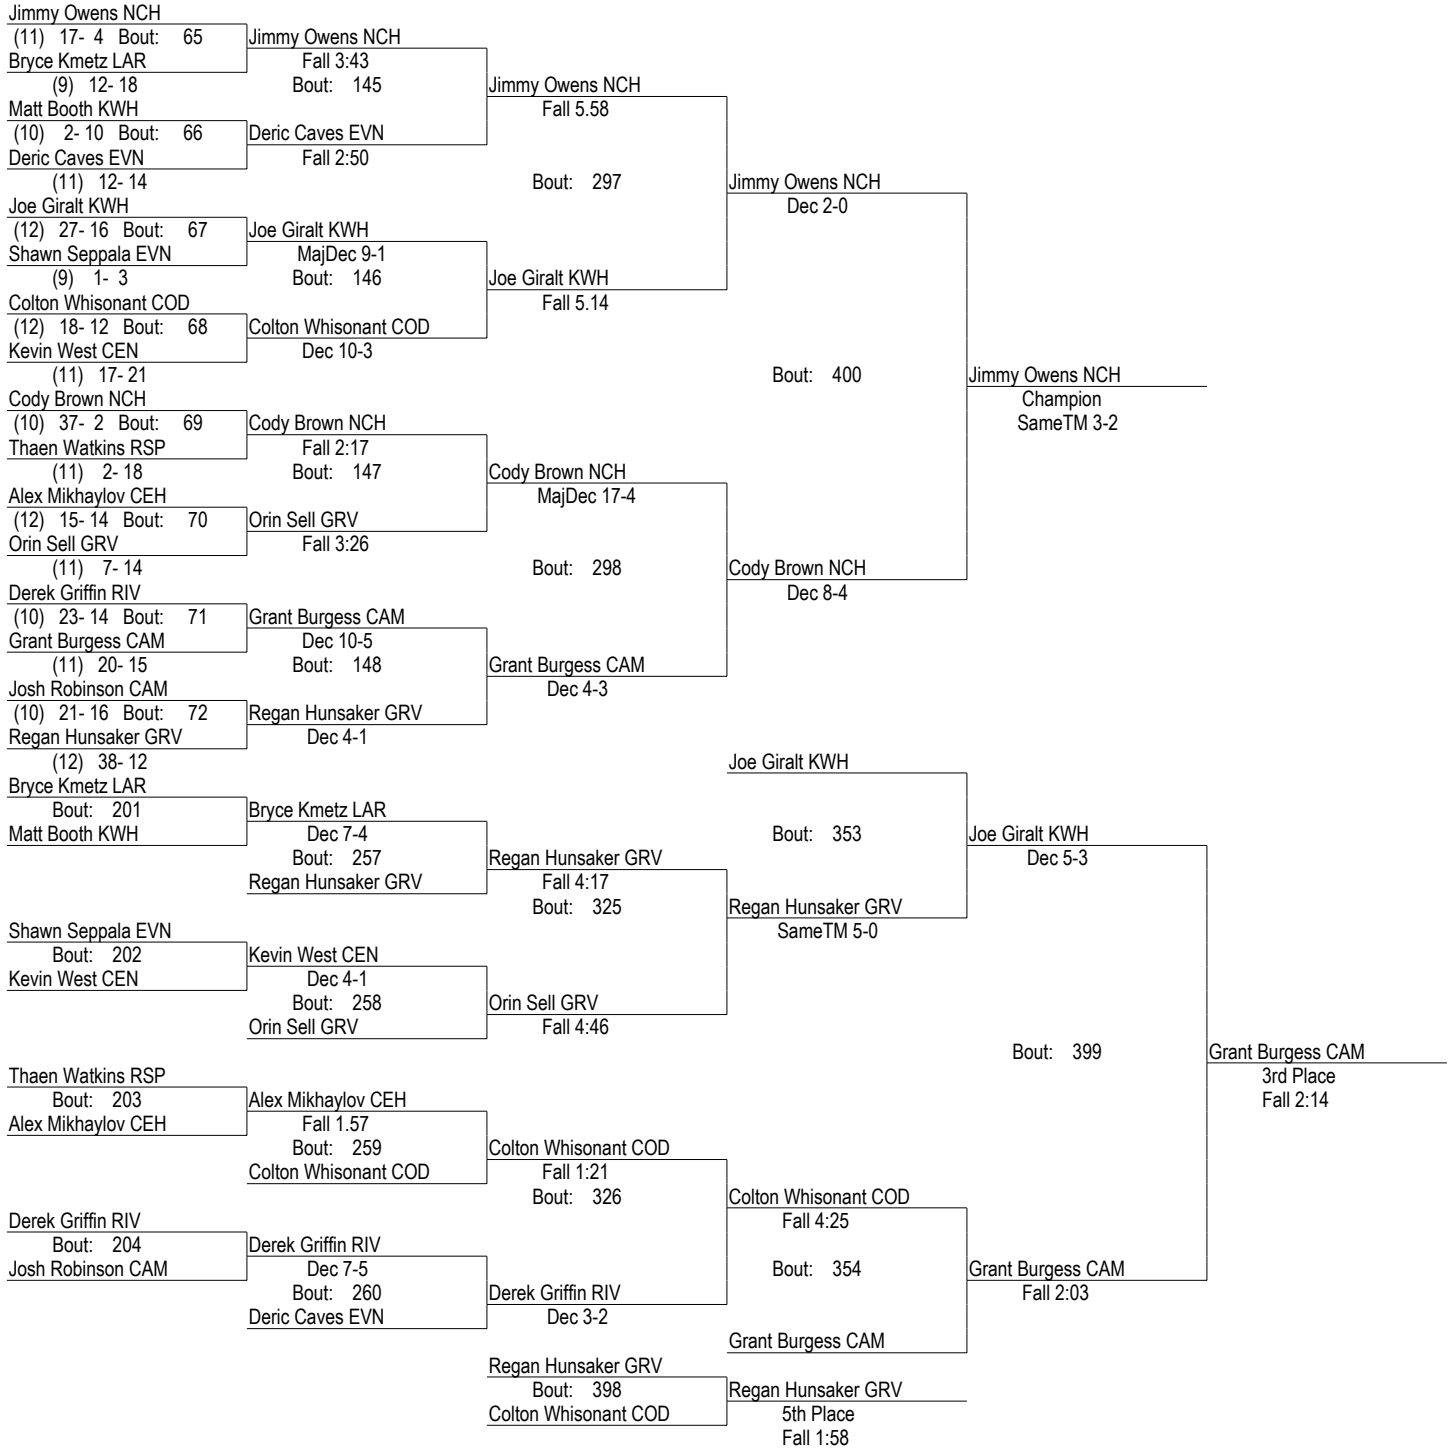 Jimmy Owens NCH
(11) 17- 4 Bout: 65 Jimmy Owens NCH
Bryce Kmetz LAR Fall 3:43
(9) 12- 18 Bout: 145 Jimmy Owens NCH
Matt Booth KWH Fall 5.58
(10) 2- 10 Bout: 66 Deric Caves EVN
Deric Caves EVN Fall 2:50
(11) 12- 14 Bout: 297 Jimmy Owens NCH
Joe Giralt KWH Dec 2-0
(12) 27- 16 Bout: 67 Joe Giralt KWH
Shawn Seppala EVN MajDec 9-1
(9) 1- 3 Bout: 146 Joe Giralt KWH
Colton Whisonant COD Fall 5.14
(12) 18- 12 Bout: 68 Colton Whisonant COD
Kevin West CEN Dec 10-3
(11) 17- 21 Bout: 400 Jimmy Owens NCH
Cody Brown NCH Champion
(10) 37- 2 Bout: 69 Cody Brown NCH SameTM 3-2
Thaen Watkins RSP Fall 2:17
(11) 2- 18 Bout: 147 Cody Brown NCH
Alex Mikhaylov CEH MajDec 17-4
(12) 15- 14 Bout: 70 Orin Sell GRV
Orin Sell GRV Fall 3:26
(11) 7- 14 Bout: 298 Cody Brown NCH
Derek Griffin RIV Dec 8-4
(10) 23- 14 Bout: 71 Grant Burgess CAM
Grant Burgess CAM Dec 10-5
(11) 20- 15 Bout: 148 Grant Burgess CAM
Josh Robinson CAM Dec 4-3
(10) 21- 16 Bout: 72 Regan Hunsaker GRV
Regan Hunsaker GRV Dec 4-1
(12) 38- 12 Joe Giralt KWH
Bryce Kmetz LAR
Bout: 201 Bryce Kmetz LAR
Matt Booth KWH Dec 7-4 Bout: 353 Joe Giralt KWH
Bout: 257 Regan Hunsaker GRV Dec 5-3
Regan Hunsaker GRV Fall 4:17
Bout: 325 Regan Hunsaker GRV
Shawn Seppala EVN SameTM 5-0
Bout: 202 Kevin West CEN
Kevin West CEN Dec 4-1
Bout: 258 Orin Sell GRV
Orin Sell GRV Fall 4:46
Bout: 399 Grant Burgess CAM
Thaen Watkins RSP 3rd Place
Bout: 203 Alex Mikhaylov CEH Fall 2:14
Alex Mikhaylov CEH Fall 1.57
Bout: 259 Colton Whisonant COD
Colton Whisonant COD Fall 1:21
Bout: 326 Colton Whisonant COD
Derek Griffin RIV Fall 4:25
Bout: 204 Derek Griffin RIV
Josh Robinson CAM Dec 7-5 Bout: 354 Grant Burgess CAM
Bout: 260 Derek Griffin RIV Fall 2:03
Deric Caves EVN Dec 3-2
Grant Burgess CAM
Regan Hunsaker GRV
Bout: 398 Regan Hunsaker GRV
Colton Whisonant COD 5th Place
Fall 1:58